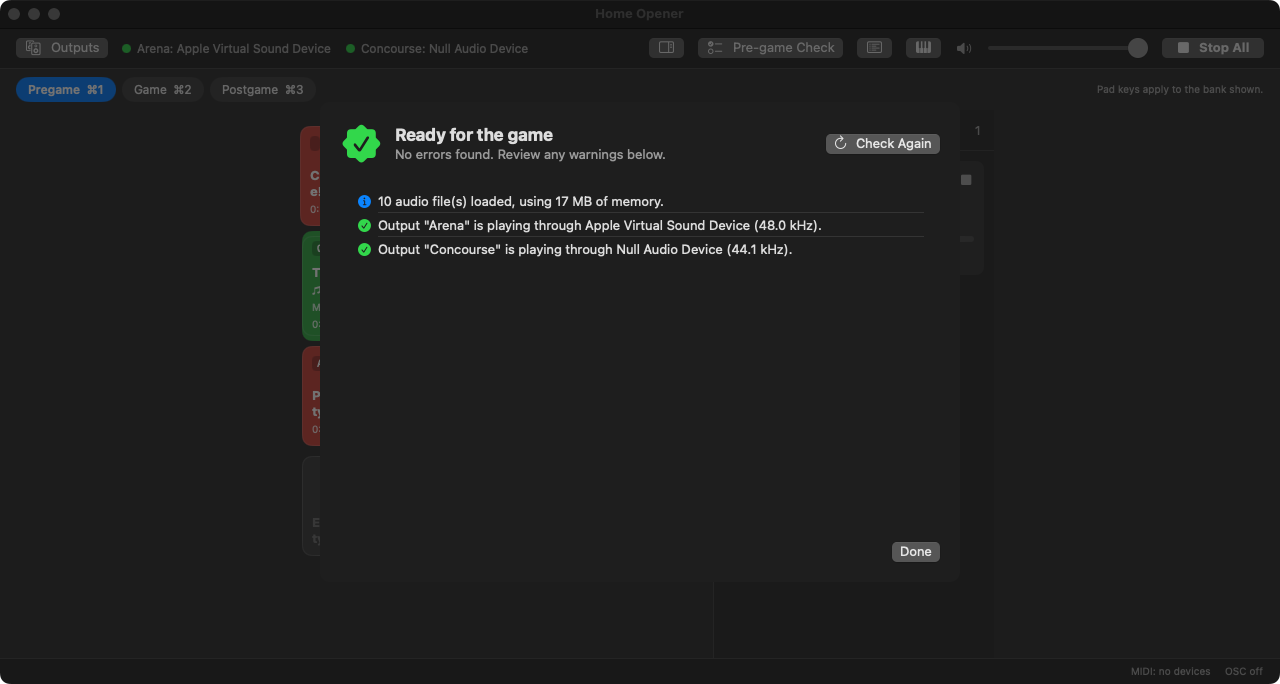 Home Opener
Outputs
Arena: Apple Virtual Sound Device
Concourse: Null Audio Device
Pre-game Check
Stop All
Pregame ⌘1
Game ⌘2
Postgame ⌘3
Pad keys apply to the bank shown.
1
Ready for the game
No errors found. Review any warnings below.
Check Again
10 audio file(s) loaded, using 17 MB of memory.
Output "Arena" is playing through Apple Virtual Sound Device (48.0 kHz).
Output "Concourse" is playing through Null Audio Device (44.1 kHz).
Done
MIDI: no devices
OSC off